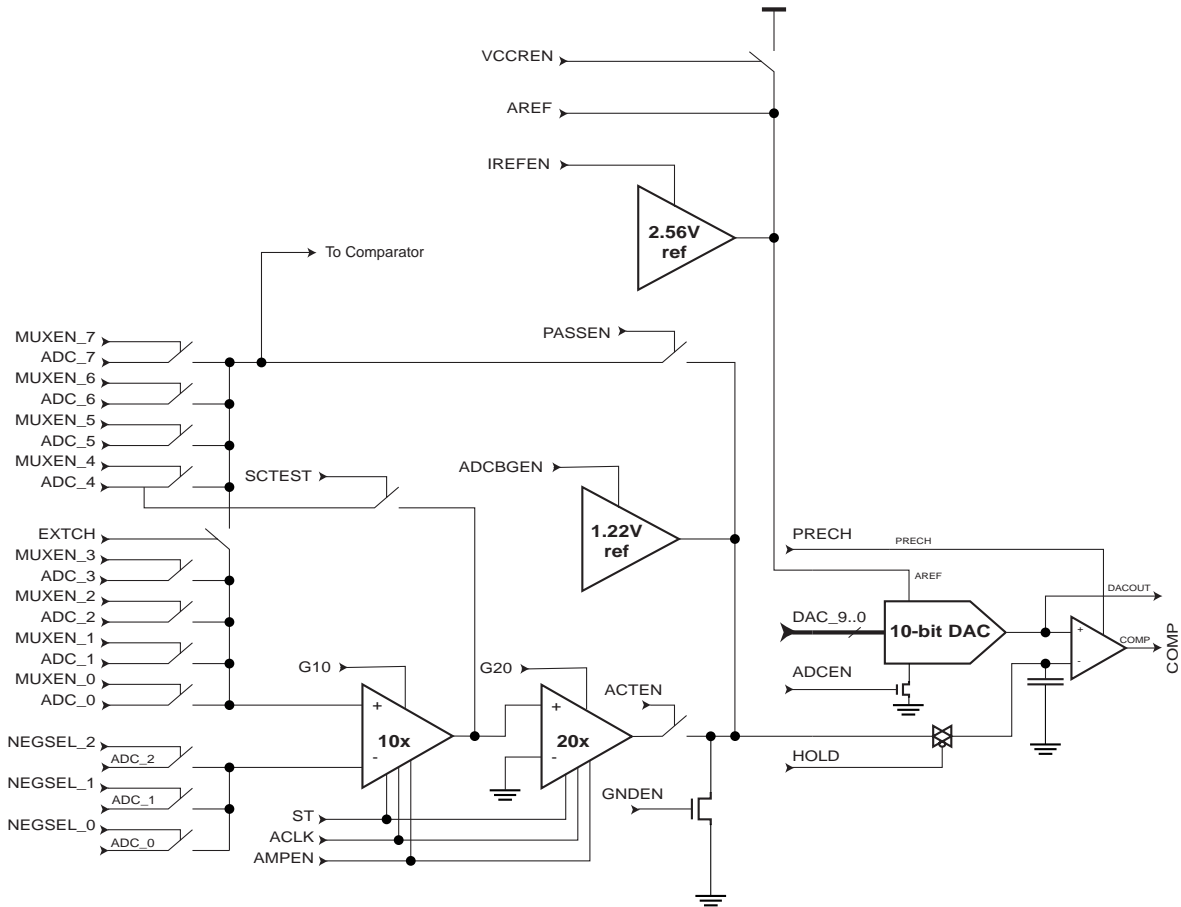 VCCREN
AREF
IREFEN
2.56V
ref
To Comparator
PASSEN
MUXEN_7
ADC_7
MUXEN_6
ADC_6
MUXEN_5
ADC_5
MUXEN_4
ADC_4
SCTEST
ADCBGEN
1.22V
ref
EXTCH
MUXEN_3
ADC_3
MUXEN_2
ADC_2
MUXEN_1
ADC_1
MUXEN_0
ADC_0
PRECH
PRECH
AREF
DACOUT
DAC_9..0
10-bit DAC
+
-
COMP
COMP
ADCEN
G10
+
10x
-
G20
+
20x
-
ACTEN
NEGSEL_2
ADC_2
NEGSEL_1
ADC_1
NEGSEL_0
ADC_0
HOLD
GNDEN
ST
ACLK
AMPEN